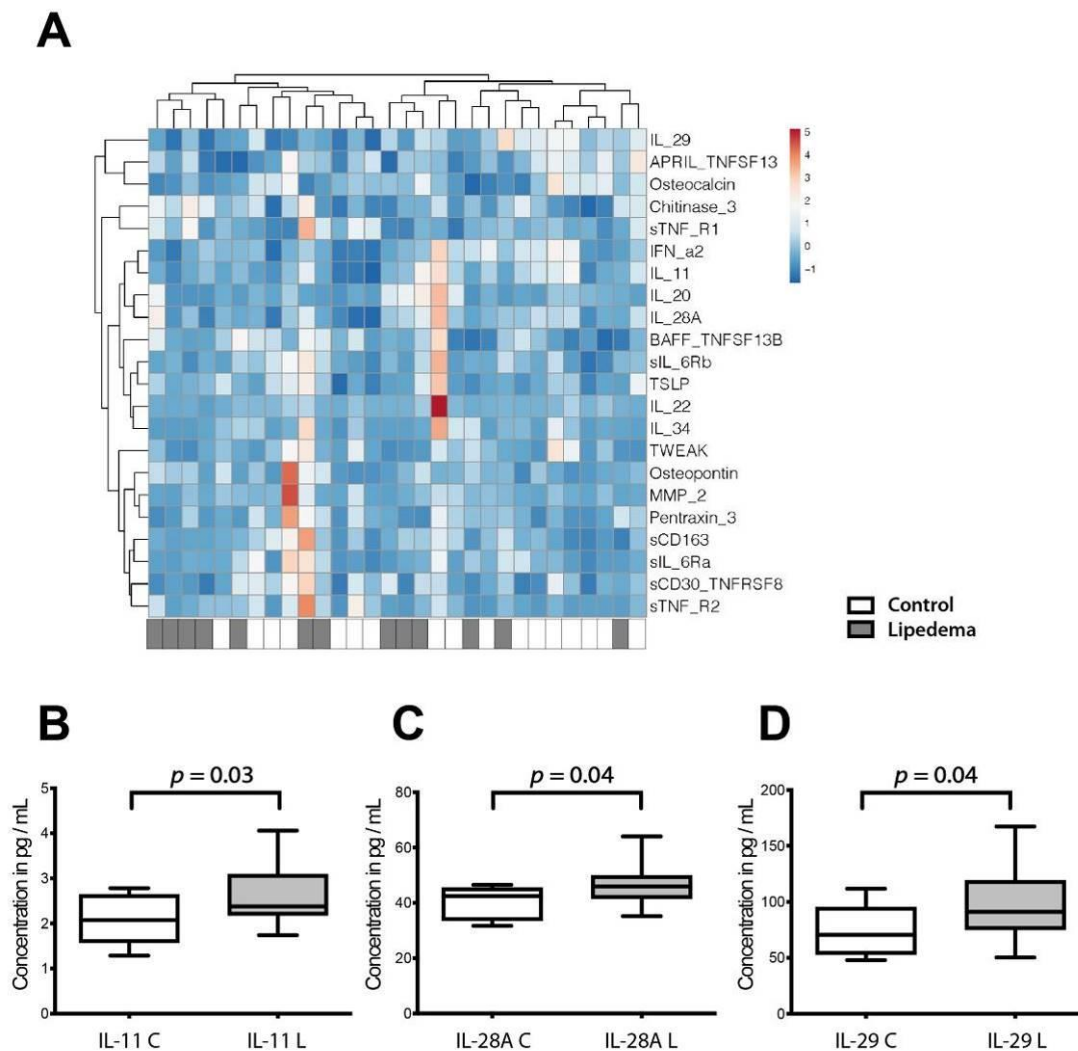 A
IL_29
APRIL_TNFSF13
Osteocalcin
Chitinase_3
sTNF_R1
IFN_a2
IL_11
IL_20
IL_28A
BAFF_TNFSF13B
sIL_6Rb
TSLP
IL_22
IL_34
TWEAK
Osteopontin
MMP_2
Pentraxin_3
sCD163
sIL_6Ra
sCD30_TNFRSF8
sTNF_R2
5
4
3
2
1
0
−1
Control
Lipedema
B
p = 0.03
Concentration in pg / mL
5
4
3
2
1
0
IL-11 C
IL-11 L
C
p = 0.04
Concentration in pg / mL
80
60
40
20
0
IL-28A C
IL-28A L
D
p = 0.04
Concentration in pg / mL
200
150
100
50
0
IL-29 C
IL-29 L